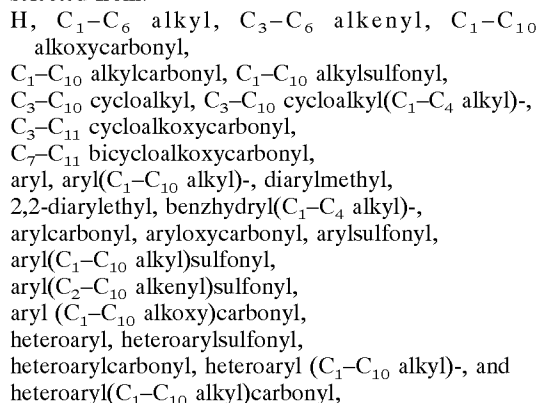 H, C₁–C₆ alkyl, C₃–C₆ alkenyl, C₁–C₁₀
alkoxycarbonyl,
C₁–C₁₀ alkylcarbonyl, C₁–C₁₀ alkylsulfonyl,
C₃–C₁₀ cycloalkyl, C₃–C₁₀ cycloalkyl(C₁–C₄ alkyl)-,
C₃–C₁₁ cycloalkoxycarbonyl,
C₇–C₁₁ bicycloalkoxycarbonyl,
aryl, aryl(C₁–C₁₀ alkyl)-, diarylmethyl,
2,2-diarylethyl, benzhydryl(C₁–C₄ alkyl)-,
arylcarbonyl, aryloxycarbonyl, arylsulfonyl,
aryl(C₁–C₁₀ alkyl)sulfonyl,
aryl(C₂–C₁₀ alkenyl)sulfonyl,
aryl (C₁–C₁₀ alkoxy)carbonyl,
heteroaryl, heteroarylsulfonyl,
heteroarylcarbonyl, heteroaryl (C₁–C₁₀ alkyl)-, and
heteroaryl(C₁–C₁₀ alkyl)carbonyl,